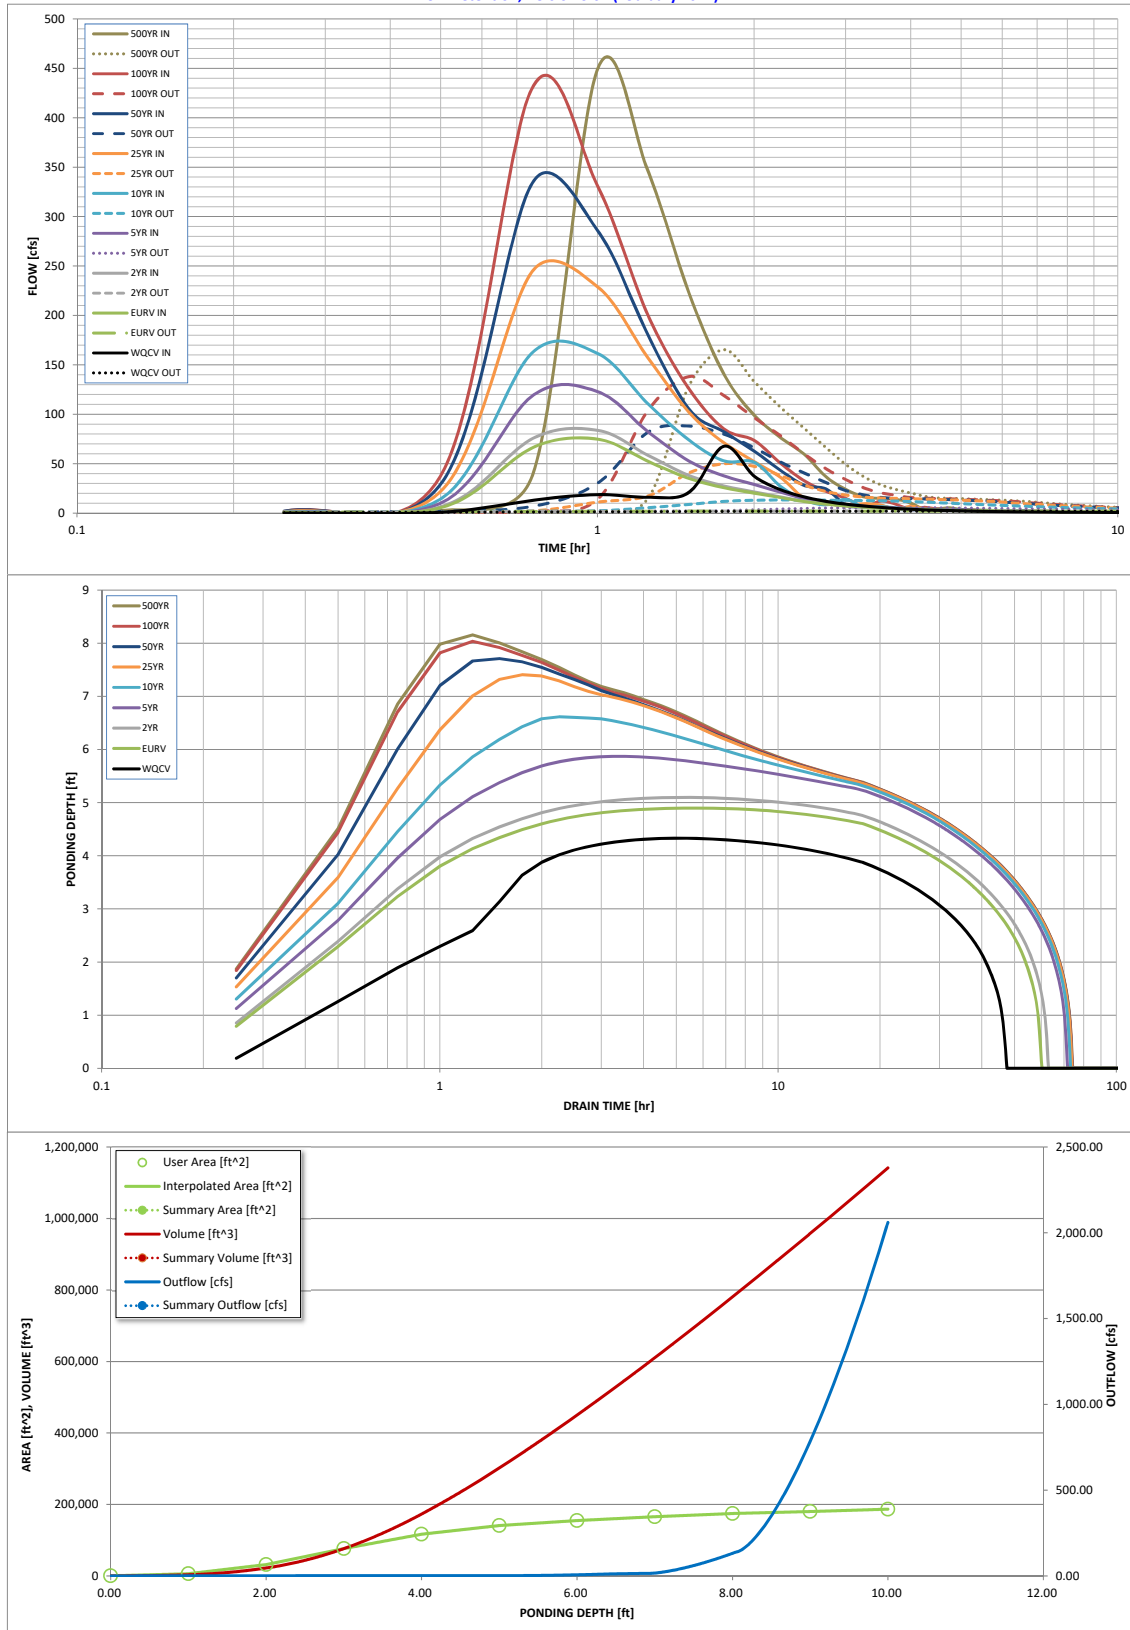 500
450
400
350
300
250
200
150
100
50
0
FLOW [cfs]
500YR IN
500YR OUT
100YR IN
100YR OUT
50YR IN
50YR OUT
25YR IN
25YR OUT
10YR IN
10YR OUT
5YR IN
5YR OUT
2YR IN
2YR OUT
EURV IN
EURV OUT
WQCV IN
WQCV OUT
0.1
1
10
TIME [hr]
9
8
7
6
5
4
3
2
1
0
PONDING DEPTH [ft]
500YR
100YR
50YR
25YR
10YR
5YR
2YR
EURV
WQCV
0.1
1
10
100
DRAIN TIME [hr]
1,200,000
1,000,000
800,000
600,000
400,000
200,000
0
AREA [ft^2], VOLUME [ft^3]
User Area [ft^2]
Interpolated Area [ft^2]
Summary Area [ft^2]
Volume [ft^3]
Summary Volume [ft^3]
Outflow [cfs]
Summary Outflow [cfs]
2,500.00
2,000.00
1,500.00
1,000.00
500.00
0.00
OUTFLOW [cfs]
0.00
2.00
4.00
6.00
8.00
10.00
12.00
PONDING DEPTH [ft]